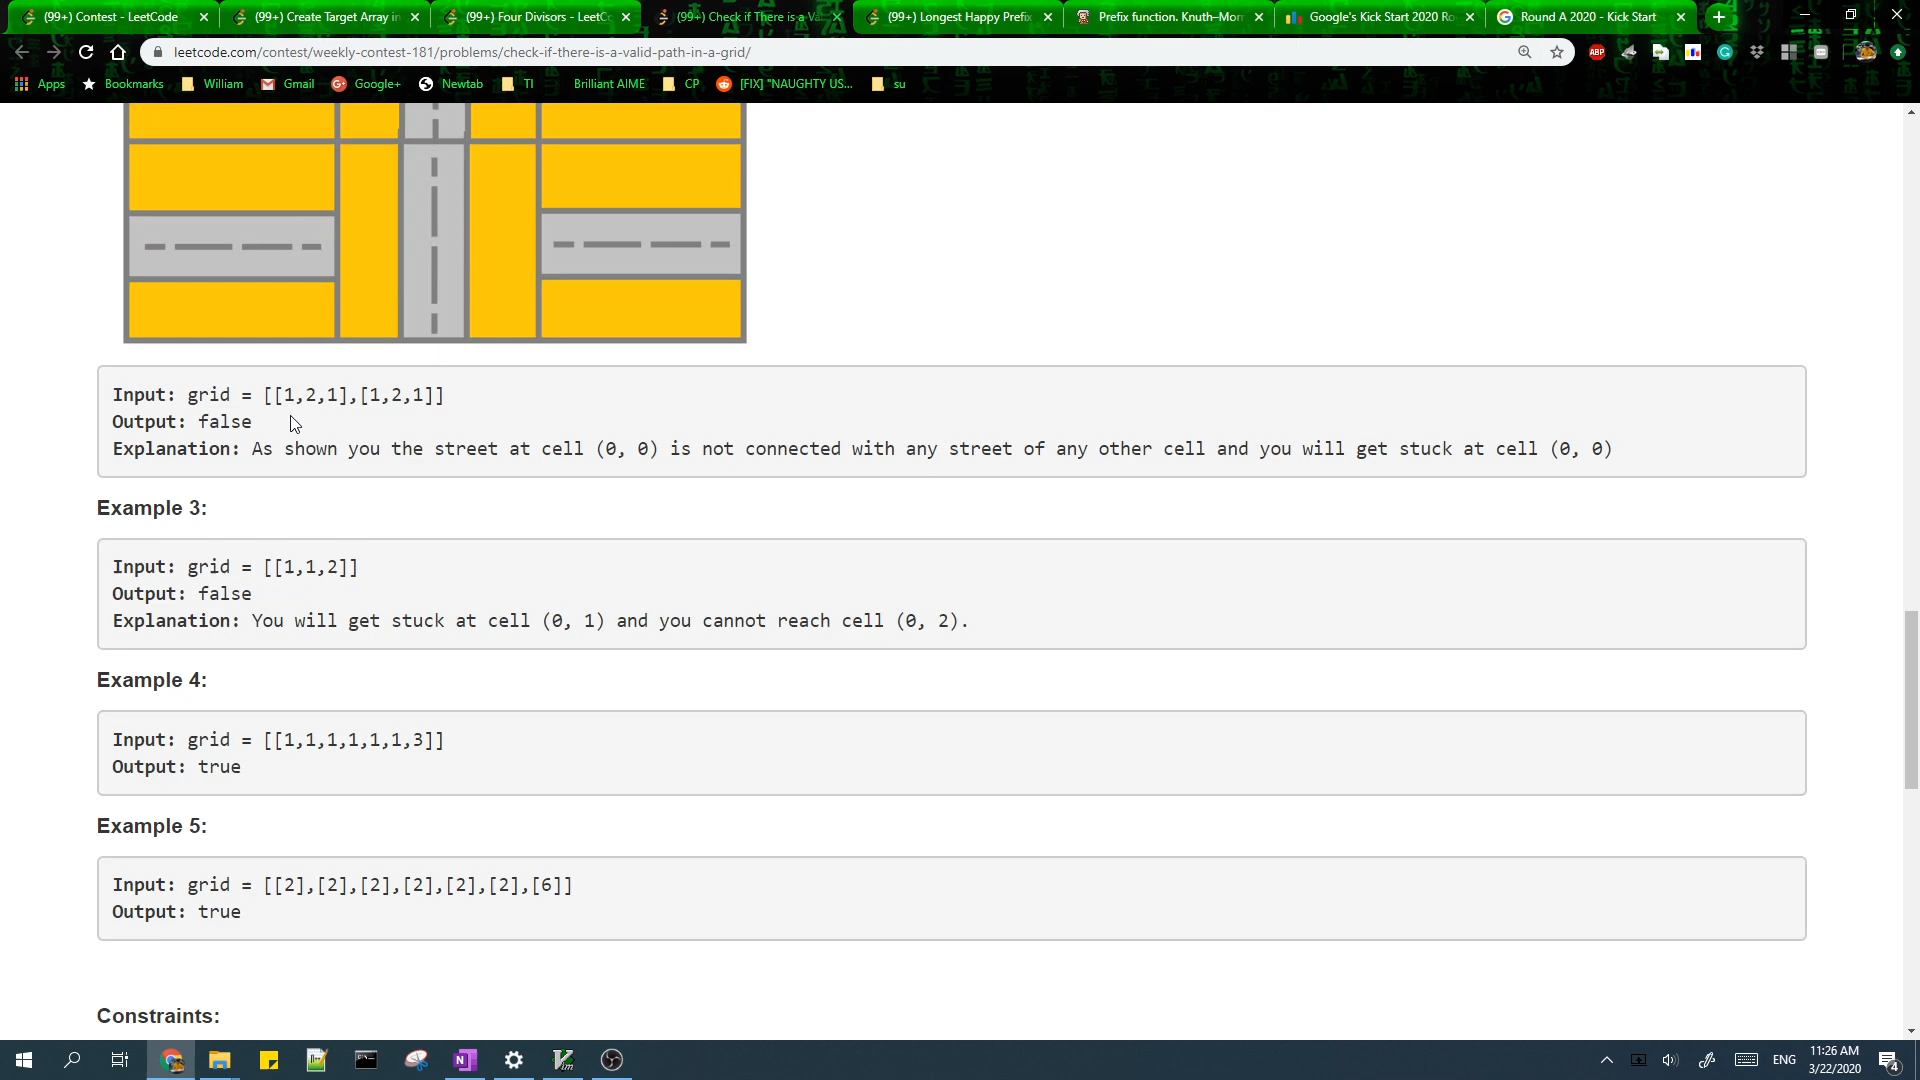 (99+) Contest - LeetCode
(99+) Create Target Array in
(99+) Four Divisors - LeetC
(99+) Check if There is a Va
(99+) Longest Happy Prefix
Prefix function. Knuth–Morr
Google's Kick Start 2020 Ro
Round A 2020 - Kick Start
leetcode.com/contest/weekly-contest-181/problems/check-if-there-is-a-valid-path-in-a-grid/
ABP
Apps
Bookmarks
William
Gmail
Google+
Newtab
TI
Brilliant AIME
CP
[FIX] "NAUGHTY US...
su
Input: grid = [[1,2,1],[1,2,1]]
Output: false
Explanation: As shown you the street at cell (0, 0) is not connected with any street of any other cell and you will get stuck at cell (0, 0)
Example 3:
Input: grid = [[1,1,2]]
Output: false
Explanation: You will get stuck at cell (0, 1) and you cannot reach cell (0, 2).
Example 4:
Input: grid = [[1,1,1,1,1,1,3]]
Output: true
Example 5:
Input: grid = [[2],[2],[2],[2],[2],[2],[6]]
Output: true
Constraints:
ENG
11:26 AM
3/22/2020
4